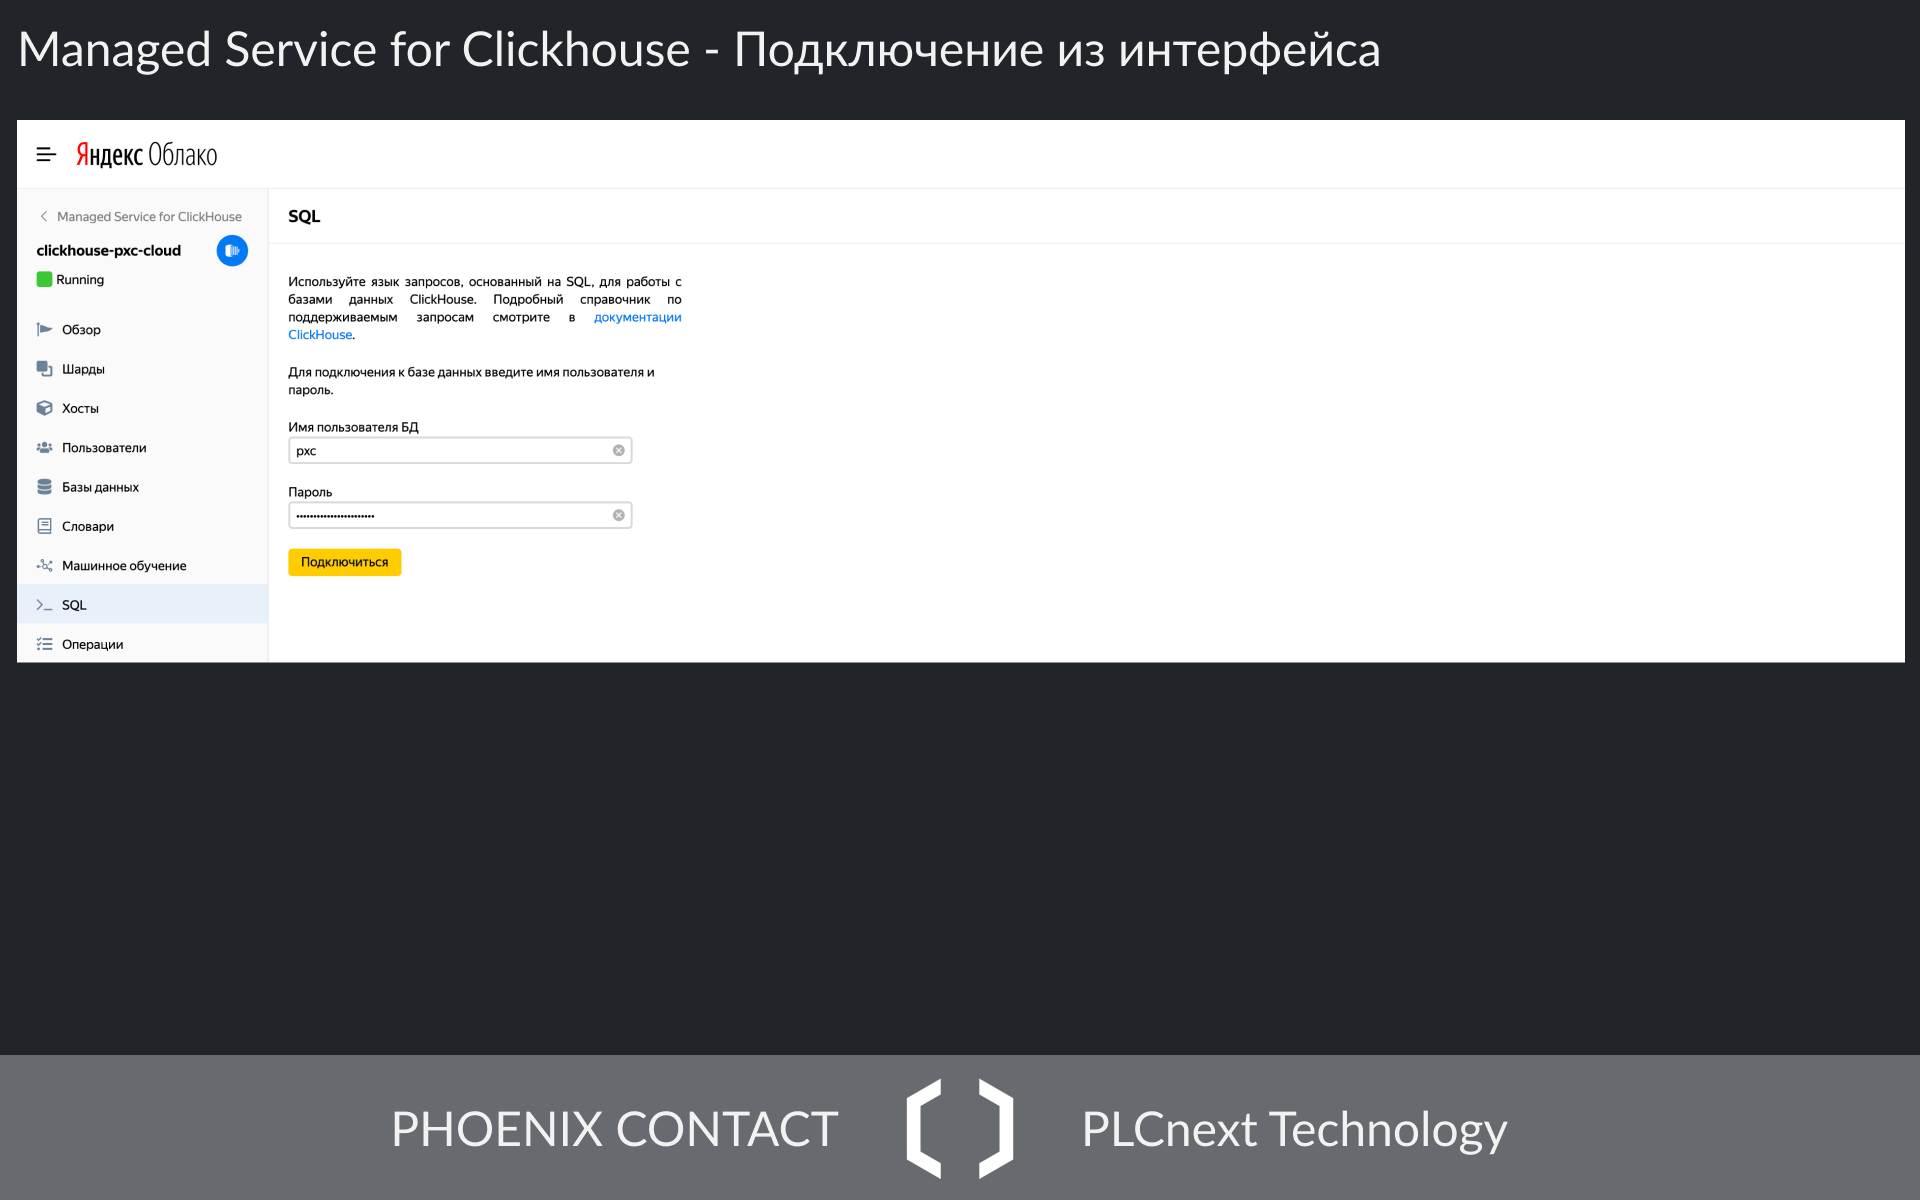 Managed Service for Clickhouse - Подключение из интерфейса
Яндекс Облако
Managed Service for ClickHouse
clickhouse-pxc-cloud
Running
Обзор
Шарды
Хосты
Пользователи
Базы данных
Словари
Машинное обучение
SQL
Операции
SQL
Используйте язык запросов, основанный на SQL, для работы с
базами данных ClickHouse. Подробный справочник по
поддерживаемым запросам смотрите в документации
ClickHouse.
Для подключения к базе данных введите имя пользователя и
пароль.
Имя пользователя БД
pxc
Пароль
Подключиться
PHOENIX CONTACT
PLCnext Technology